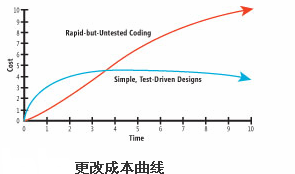 10
9
8
7
6
5
4
3
2
1
0
Cost
Rapid-but-Untested Coding
Simple, Test-Driven Designs
0 1 2 3 4 5 6 7 8 9 10
Time
更改成本曲线